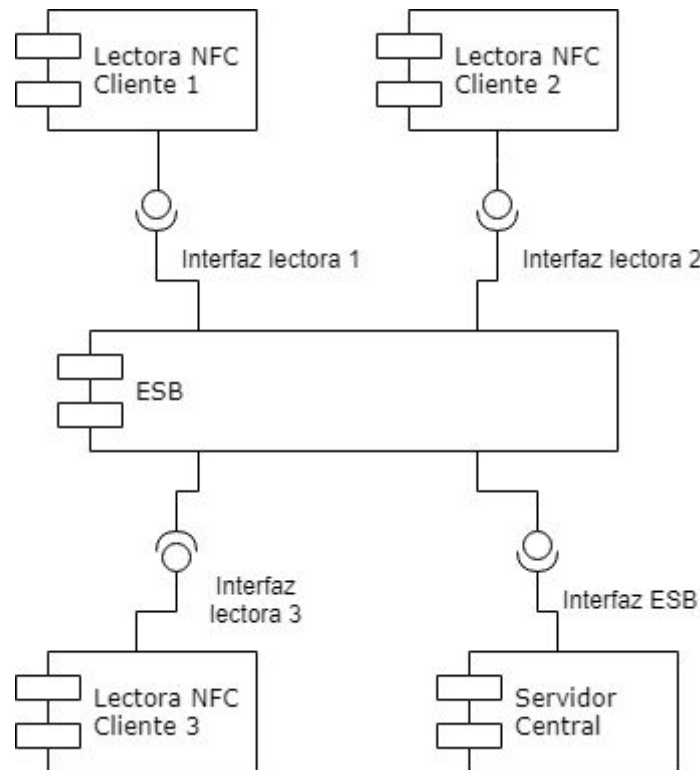 Lectora NFC
Cliente 1
Lectora NFC
Cliente 2
Interfaz lectora 1
Interfaz lectora 2
ESB
Interfaz
lectora 3
Interfaz ESB
Lectora NFC
Cliente 3
Servidor
Central